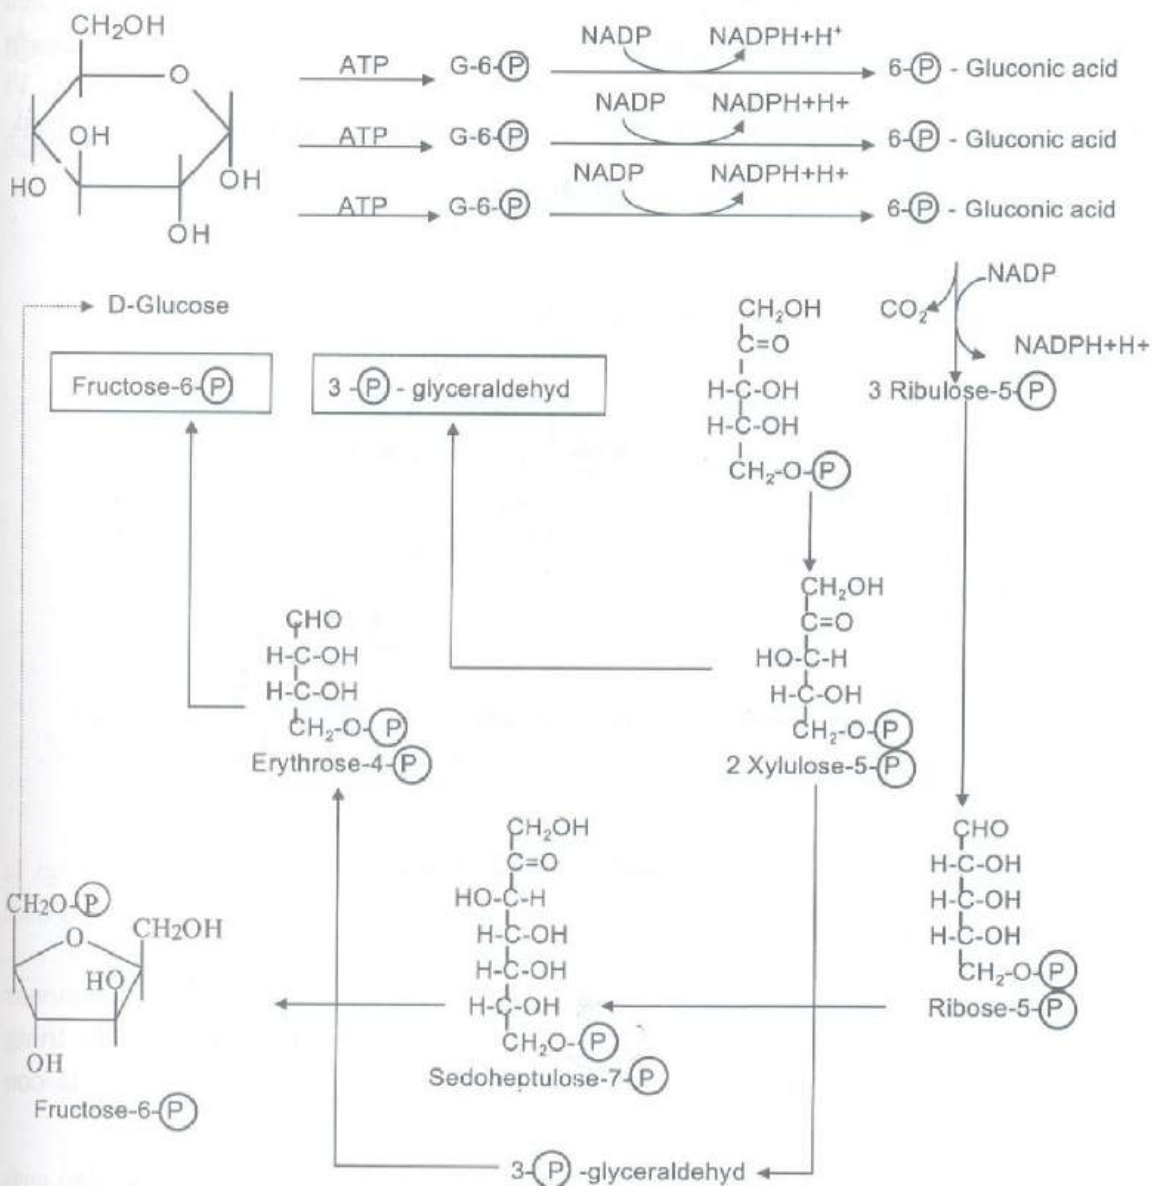 CH2OH
O
OH
HO
OH
OH
ATP G-6-P NADP NADPH+H+ 6-P - Gluconic acid
ATP G-6-P NADP NADPH+H+ 6-P - Gluconic acid
ATP G-6-P NADP NADPH+H+ 6-P - Gluconic acid
D-Glucose
NADP
CO2
NADPH+H+
3 Ribulose-5-P
Fructose-6-P
3 -P - glyceraldehyd
CH2OH
C=O
H-C-OH
H-C-OH
CH2-O-P
CH2OH
C=O
HO-C-H
H-C-OH
CH2-O-P
2 Xylulose-5-P
CHO
H-C-OH
H-C-OH
CH2-O-P
Erythrose-4-P
CHO
H-C-OH
H-C-OH
H-C-OH
CH2-O-P
Ribose-5-P
CH2OH
C=O
HO-C-H
H-C-OH
H-C-OH
H-C-OH
CH2O-P
Sedoheptulose-7-P
CH2O-P
O
CH2OH
HO
OH
Fructose-6-P
3-P -glyceraldehyd